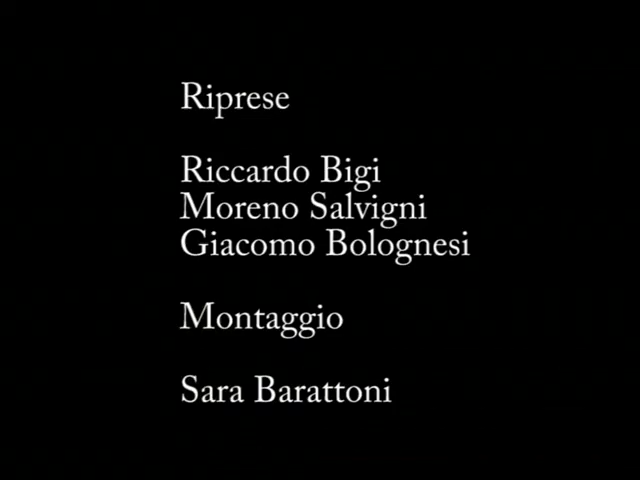 Riprese
Riccardo Bigi
Moreno Salvigni
Giacomo Bolognesi
Montaggio
Sara Barattoni